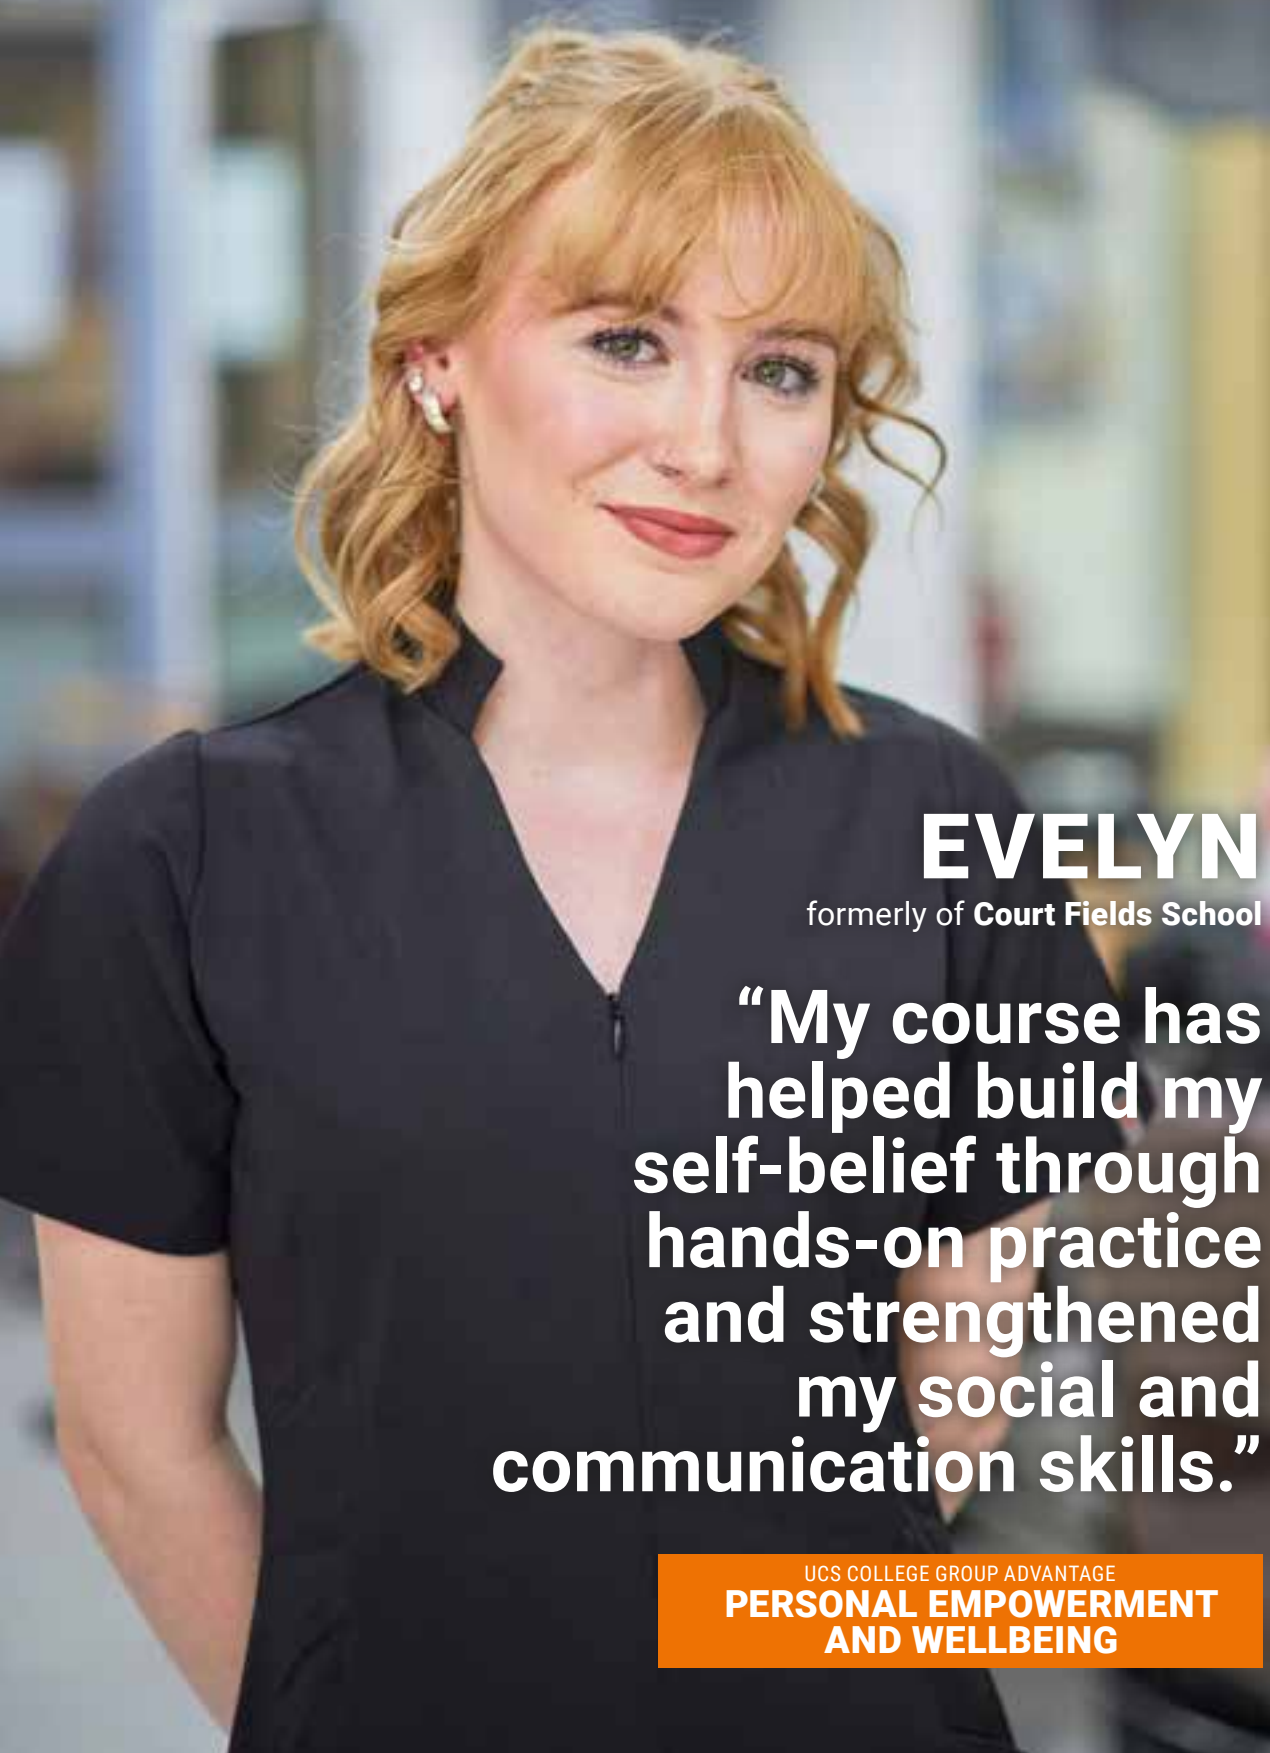 EVELYN
formerly of Court Fields School
“My course has
helped build my
self-belief through
hands-on practice
and strengthened
my social and
communication skills.”
UCS COLLEGE GROUP ADVANTAGE
PERSONAL EMPOWERMENT
AND WELLBEING